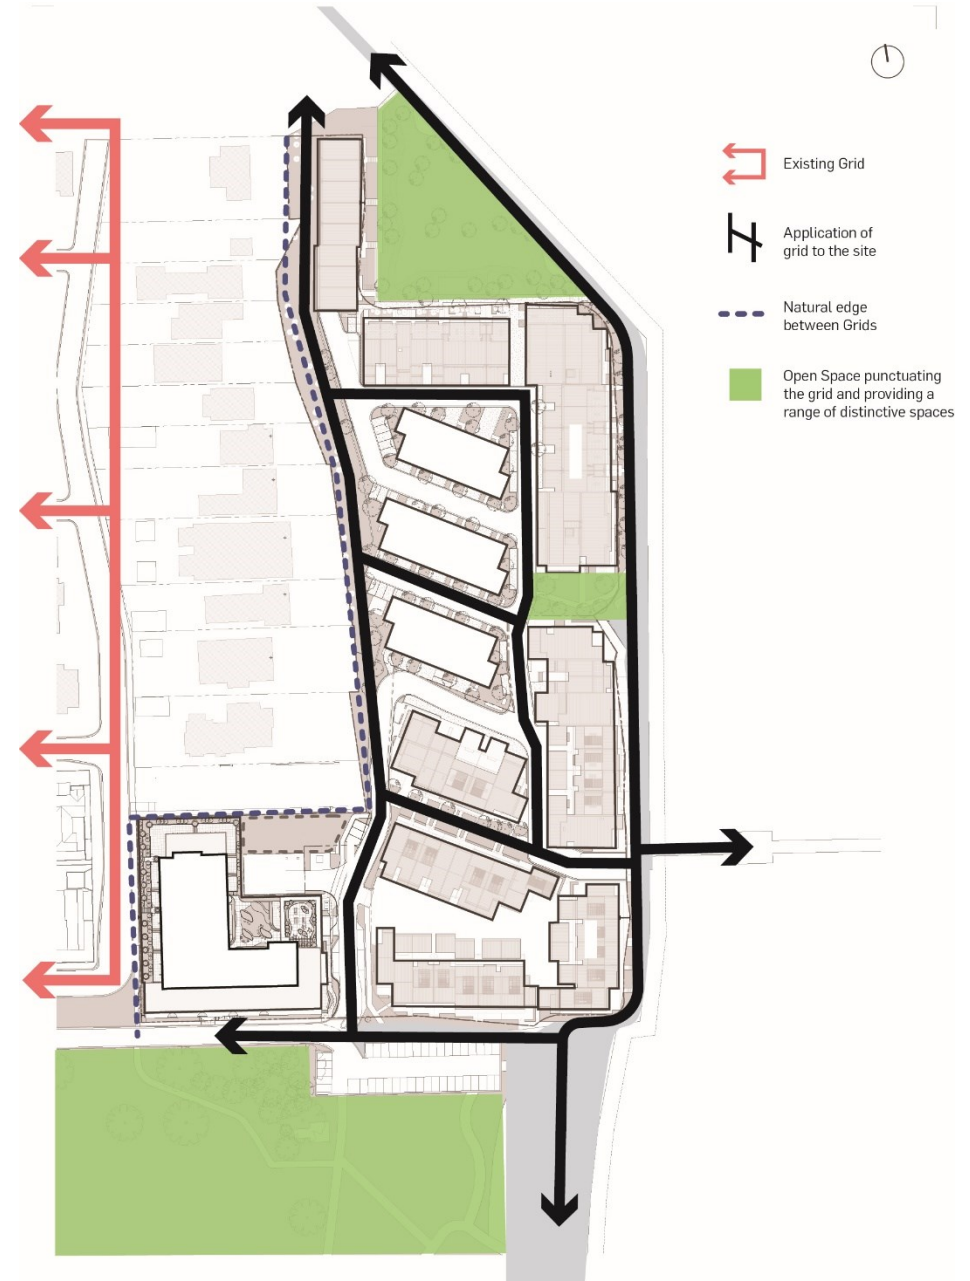 Existing Grid
Application of
grid to the site
Natural edge
between Grids
Open Space punctuating
the grid and providing a
range of distinctive spaces